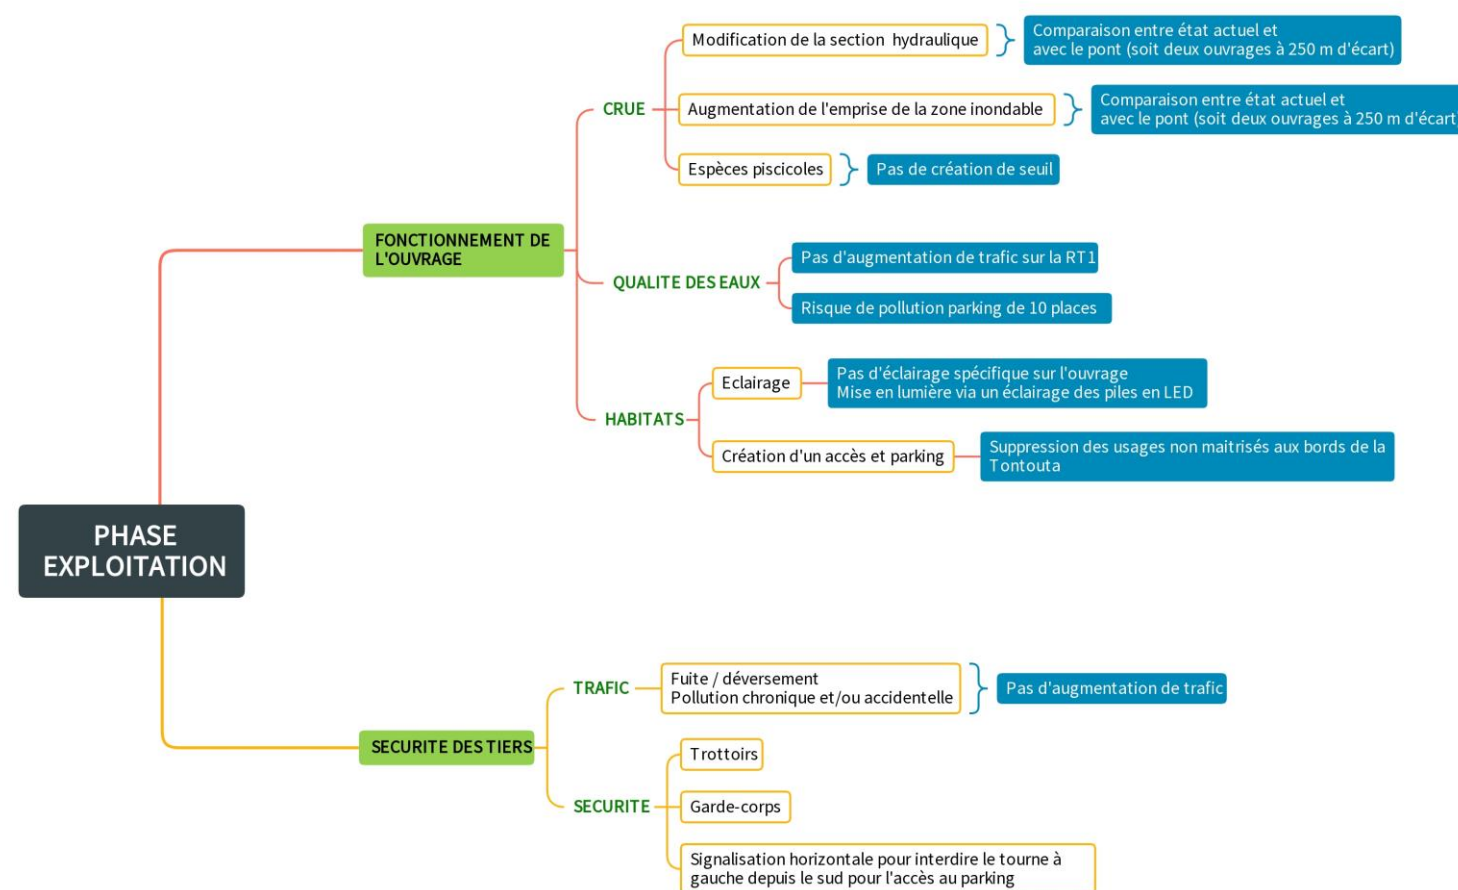 Modification de la section hydraulique
Comparaison entre état actuel et
avec le pont (soit deux ouvrages à 250 m d'écart)
CRUE
Augmentation de l'emprise de la zone inondable
Comparaison entre état actuel et
avec le pont (soit deux ouvrages à 250 m d'écart)
Espèces piscicoles
Pas de création de seuil
FONCTIONNEMENT DE
L'OUVRAGE
QUALITE DES EAUX
Pas d'augmentation de trafic sur la RT1
Risque de pollution parking de 10 places
HABITATS
Eclairage
Pas d'éclairage spécifique sur l'ouvrage
Mise en lumière via un éclairage des piles en LED
Création d'un accès et parking
Suppression des usages non maitrisés aux bords de la
Tontouta
PHASE
EXPLOITATION
SECURITE DES TIERS
TRAFIC
Fuite / déversement
Pollution chronique et/ou accidentelle
Pas d'augmentation de trafic
SECURITE
Trottoirs
Garde-corps
Signalisation horizontale pour interdire le tourne à
gauche depuis le sud pour l'accès au parking